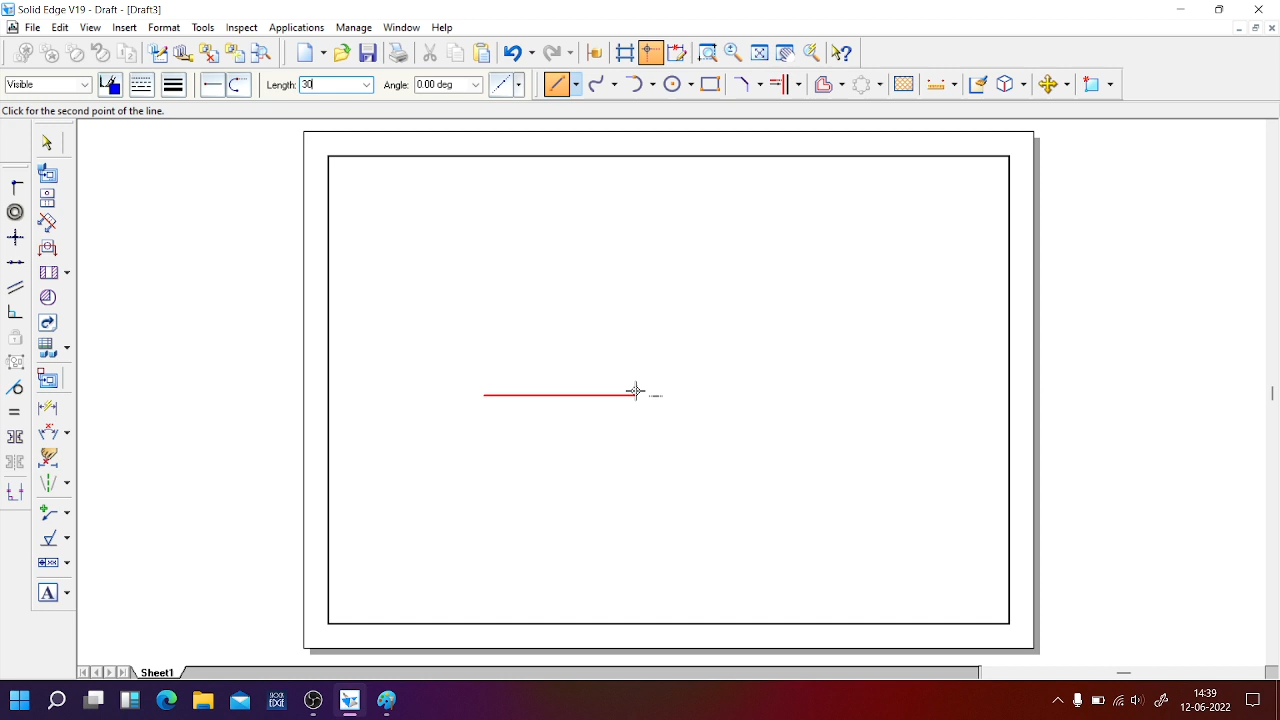 Solid Edge V19 - Draft - [Draft3]
File Edit View Insert Format Tools Inspect Applications Manage Window Help
Visible Length: 30 Angle: 0.00 deg
Click for the second point of the line.
A
Sheet1
14:39
12-06-2022